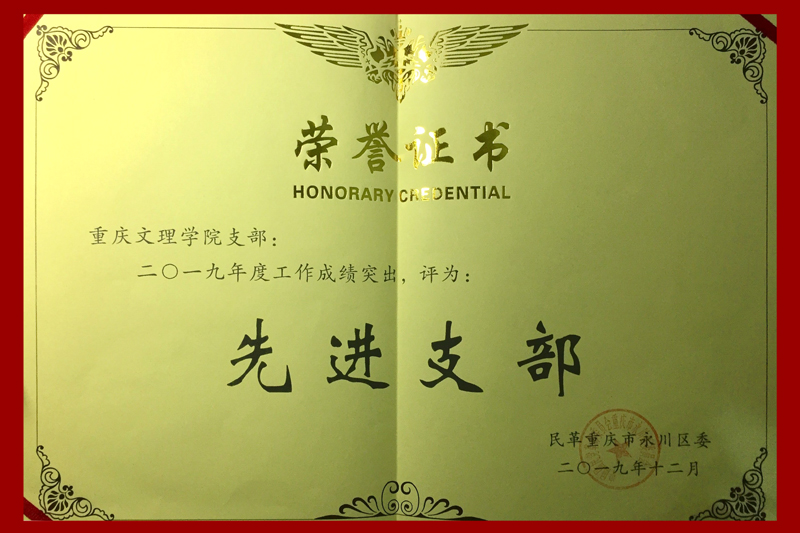 荣誉证书
HONORARY CREDENTIAL
重庆文理学院支部：
二〇一九年度工作成绩突出，评为：
先进支部
民革重庆市永川区委
二〇一九年十二月